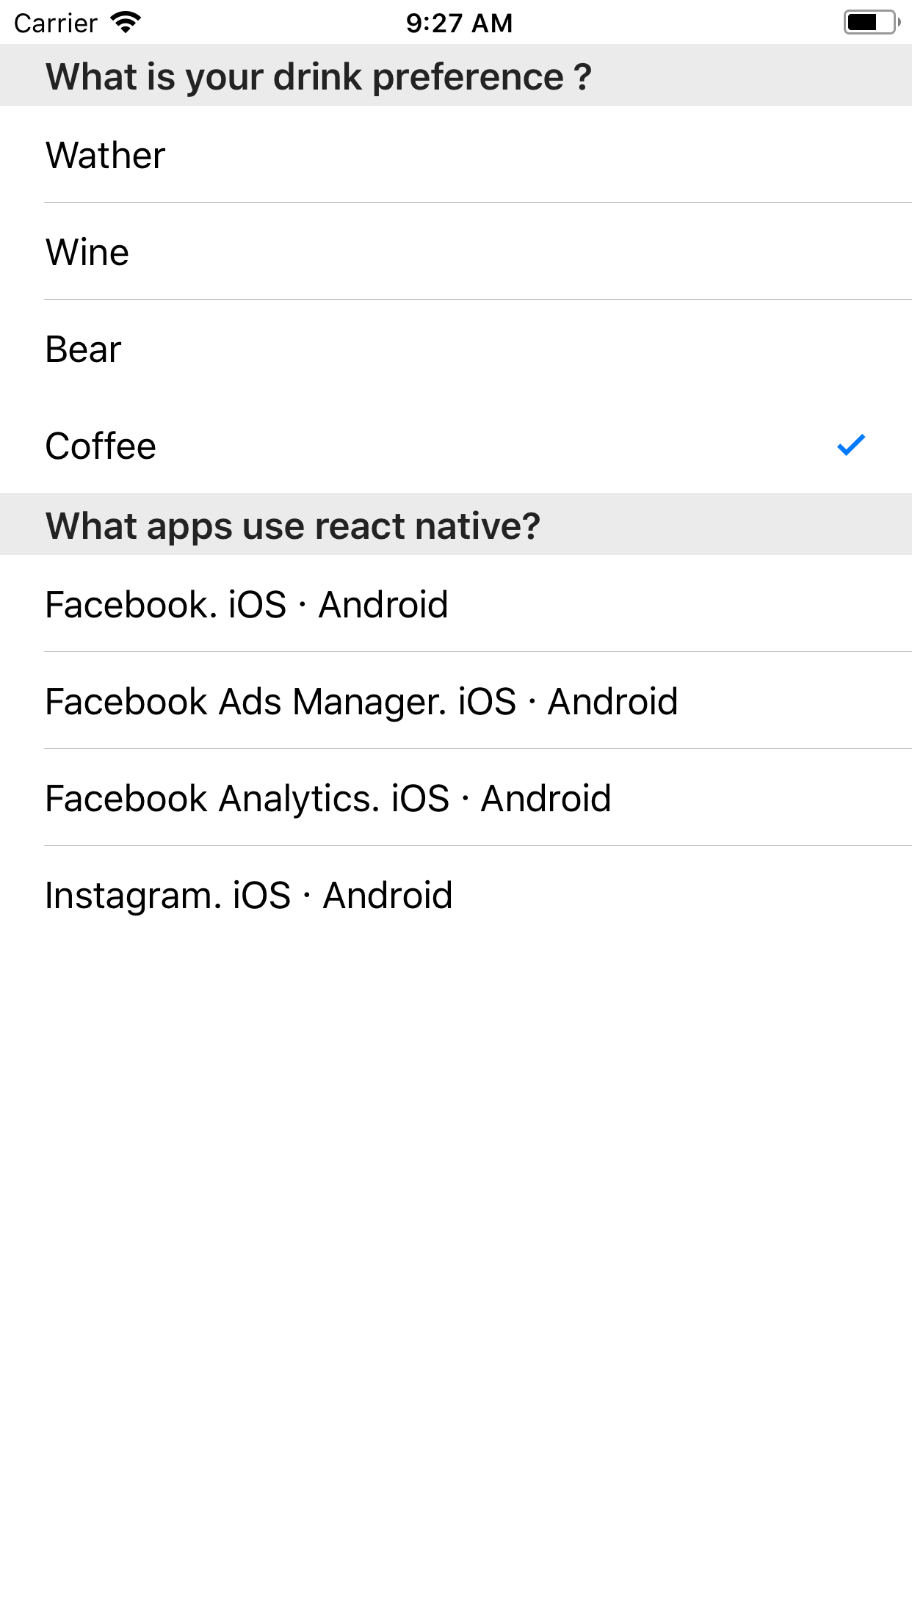 Carrier 9:27 AM
What is your drink preference ?
Wather
Wine
Bear
Coffee
What apps use react native?
Facebook. iOS · Android
Facebook Ads Manager. iOS · Android
Facebook Analytics. iOS · Android
Instagram. iOS · Android